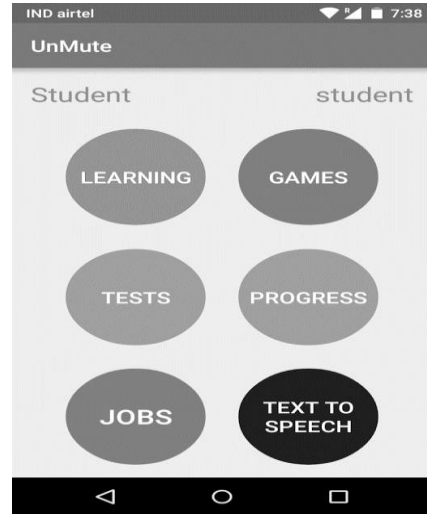 IND airtel R 7:38
UnMute
Student student
LEARNING GAMES
TESTS PROGRESS
JOBS TEXT TO
SPEECH